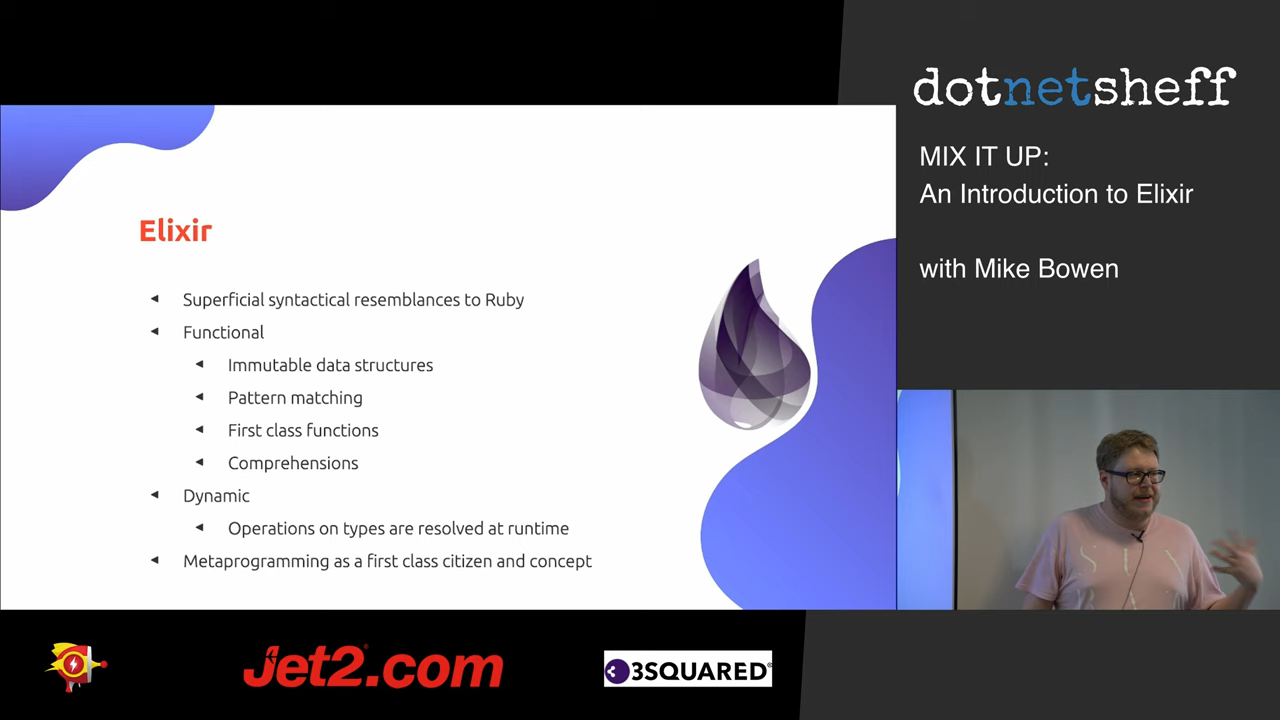 dotnetsheff
MIX IT UP:
An Introduction to Elixir
with Mike Bowen
Elixir
Superficial syntactical resemblances to Ruby
Functional
Immutable data structures
Pattern matching
First class functions
Comprehensions
Dynamic
Operations on types are resolved at runtime
Metaprogramming as a first class citizen and concept
Jet2.com
3SQUARED